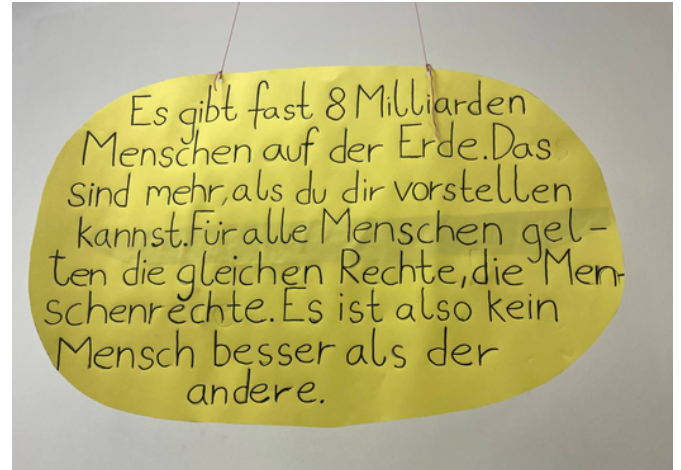 Es gibt fast 8 Milliarden
Menschen auf der Erde. Das
sind mehr, als du dir vorstellen
kannst. Für alle Menschen gel-
ten die gleichen Rechte, die Men-
schenrechte. Es ist also kein
Mensch besser als der
andere.